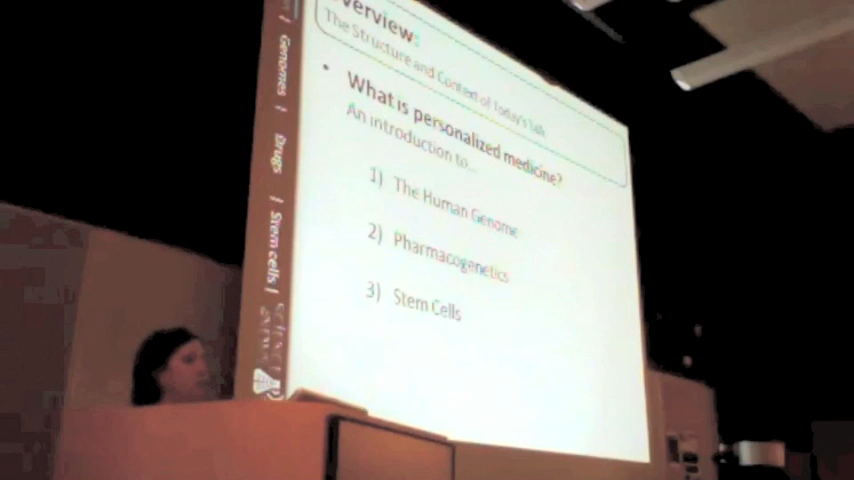 verview:
The Structure and Context of Today's Talk
• What is personalized medicine?
An introduction to...
1) The Human Genome
2) Pharmacogenetics
3) Stem Cells
| Genomes | Drugs | Stem cells |